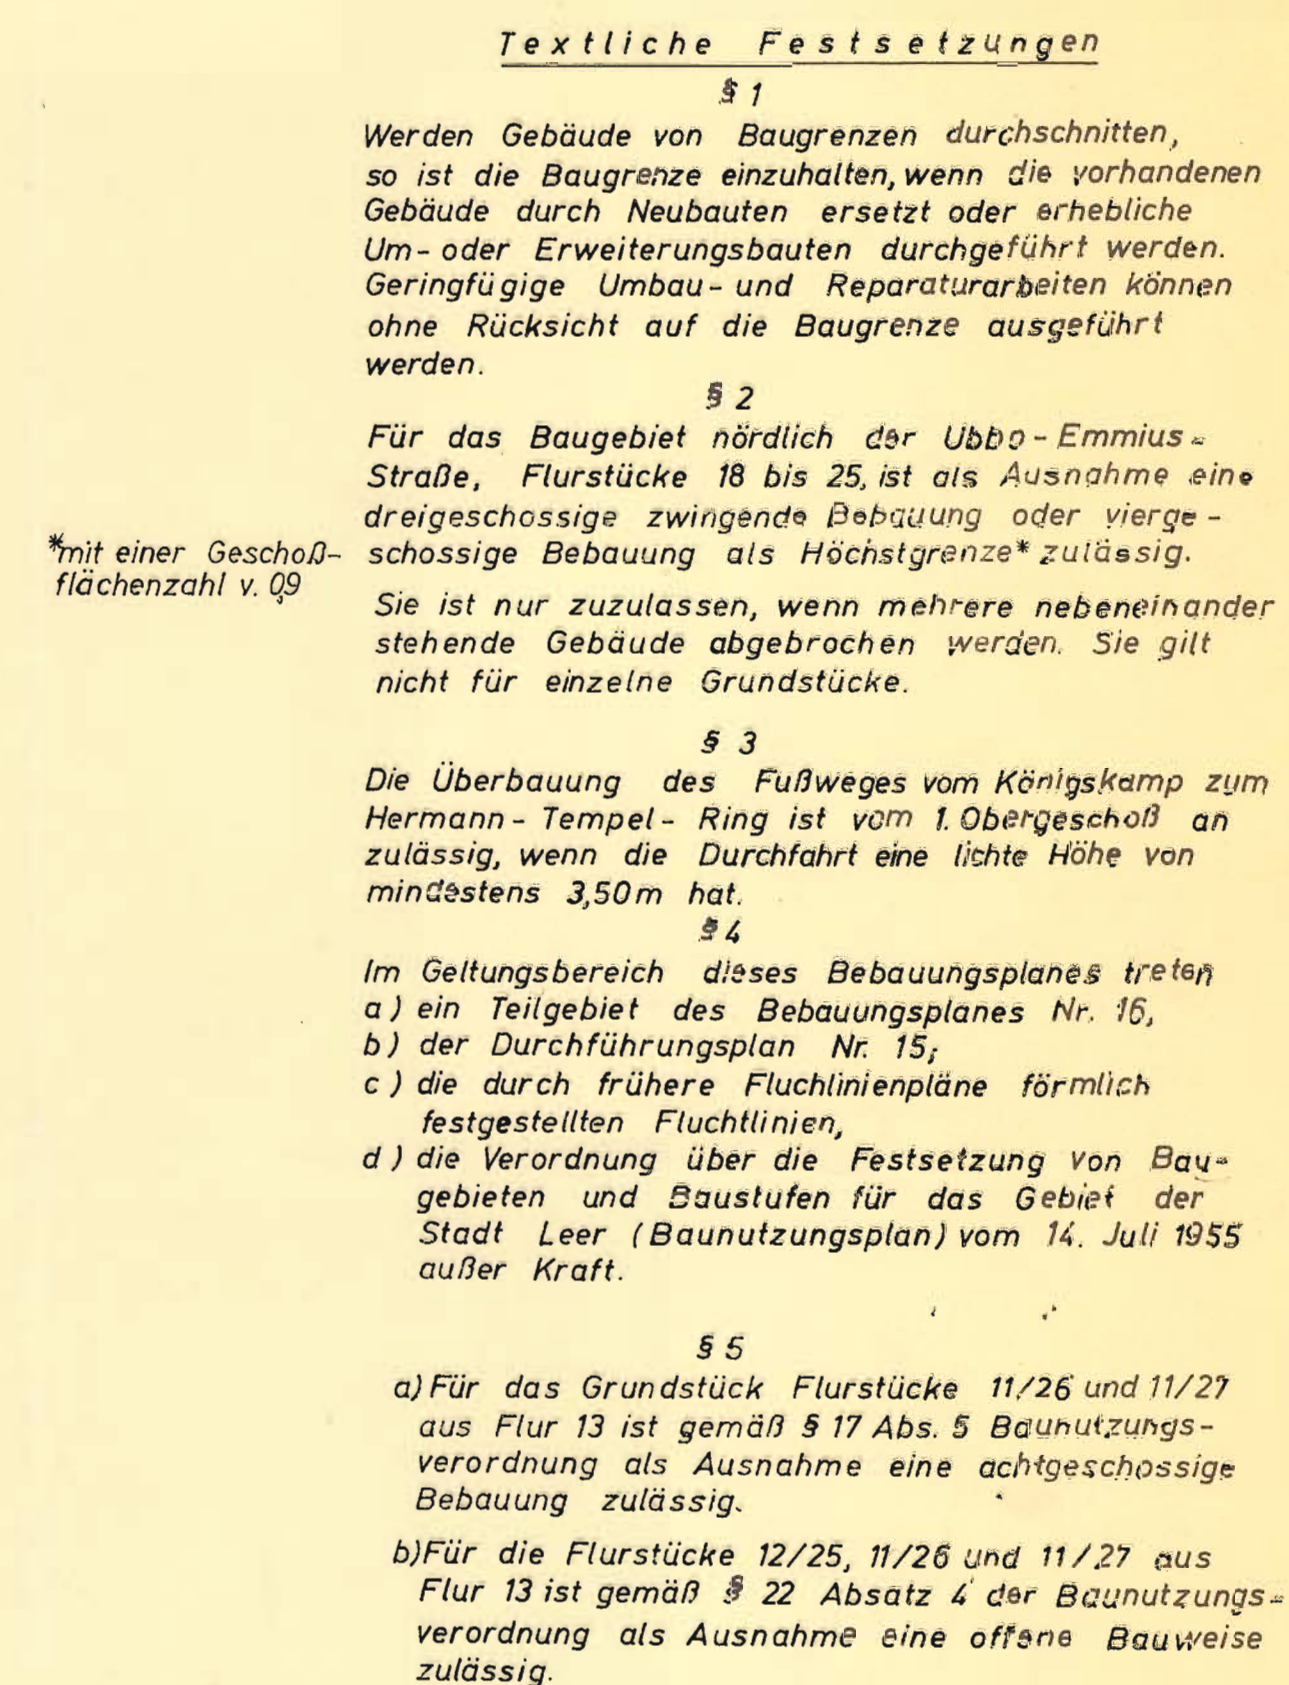 Textliche Festsetzungen
§ 1
Werden Gebäude von Baugrenzen durchschnitten,
so ist die Baugrenze einzuhalten, wenn die vorhandenen
Gebäude durch Neubauten ersetzt oder erhebliche
Um- oder Erweiterungsbauten durchgeführt werden.
Geringfügige Umbau- und Reparaturarbeiten können
ohne Rücksicht auf die Baugrenze ausgeführt
werden.
§ 2
Für das Baugebiet nördlich der Ubbo-Emmius-
Straße, Flurstücke 18 bis 25, ist als Ausnahme eine
dreigeschossige zwingende Bebauung oder vierge-
schossige Bebauung als Höchstgrenze* zulässig.
*mit einer Geschoß-
flächenzahl v. 0,9
Sie ist nur zuzulassen, wenn mehrere nebeneinander
stehende Gebäude abgebrochen werden. Sie gilt
nicht für einzelne Grundstücke.
§ 3
Die Überbauung des Fußweges vom Königskamp zum
Hermann-Tempel-Ring ist vom 1. Obergeschoß an
zulässig, wenn die Durchfahrt eine lichte Höhe von
mindestens 3,50m hat.
§ 4
Im Geltungsbereich dieses Bebauungsplanes treten
a) ein Teilgebiet des Bebauungsplanes Nr. 16,
b) der Durchführungsplan Nr. 15,
c) die durch frühere Fluchlinienpläne förmlich
festgestellten Fluchtlinien,
d) die Verordnung über die Festsetzung von Bau-
gebieten und Baustufen für das Gebiet der
Stadt Leer (Baunutzungsplan) vom 14. Juli 1955
außer Kraft.
§ 5
a) Für das Grundstück Flurstücke 11/26 und 11/27
aus Flur 13 ist gemäß § 17 Abs. 5 Baunutzungs-
verordnung als Ausnahme eine achtgeschossige
Bebauung zulässig.
b) Für die Flurstücke 12/25, 11/26 und 11/27 aus
Flur 13 ist gemäß § 22 Absatz 4 der Baunutzungs-
verordnung als Ausnahme eine offene Bauweise
zulässig.